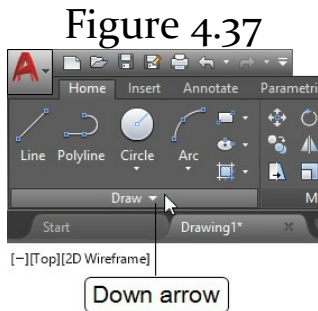 Figure 4.37
A
Home Insert Annotate Parametri
Line Polyline Circle Arc
Draw M
Start Drawing1*
[−][Top][2D Wireframe]
Down arrow